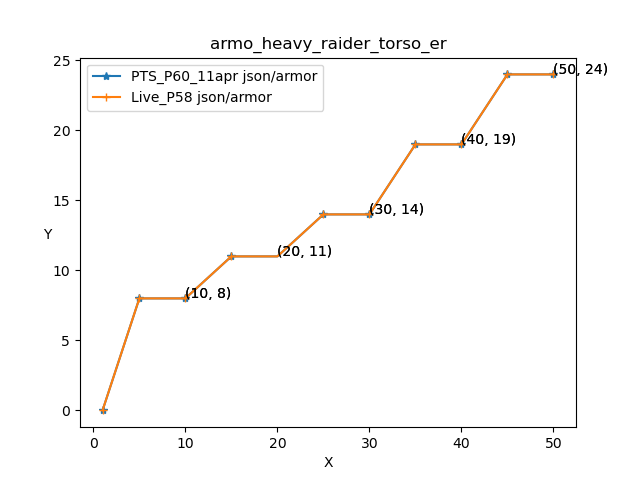 armo_heavy_raider_torso_er
PTS_P60_11apr json/armor
Live_P58 json/armor
25
20
15
10
5
0
Y
(50, 24)
(40, 19)
(30, 14)
(20, 11)
(10, 8)
0 10 20 30 40 50
X